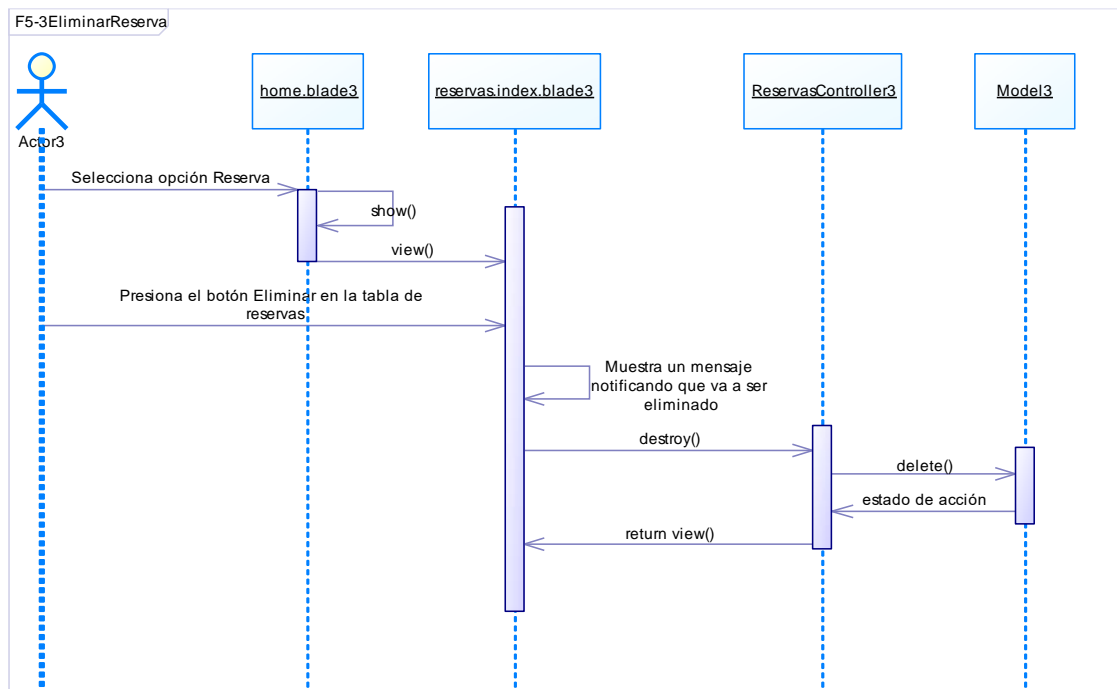 F5-3EliminarReserva
home.blade3
reservas.index.blade3
ReservasController3
Model3
Actor3
Selecciona opción Reserva
show()
view()
Presiona el botón Eliminar en la tabla de
reservas
Muestra un mensaje
notificando que va a ser
eliminado
destroy()
delete()
estado de acción
return view()